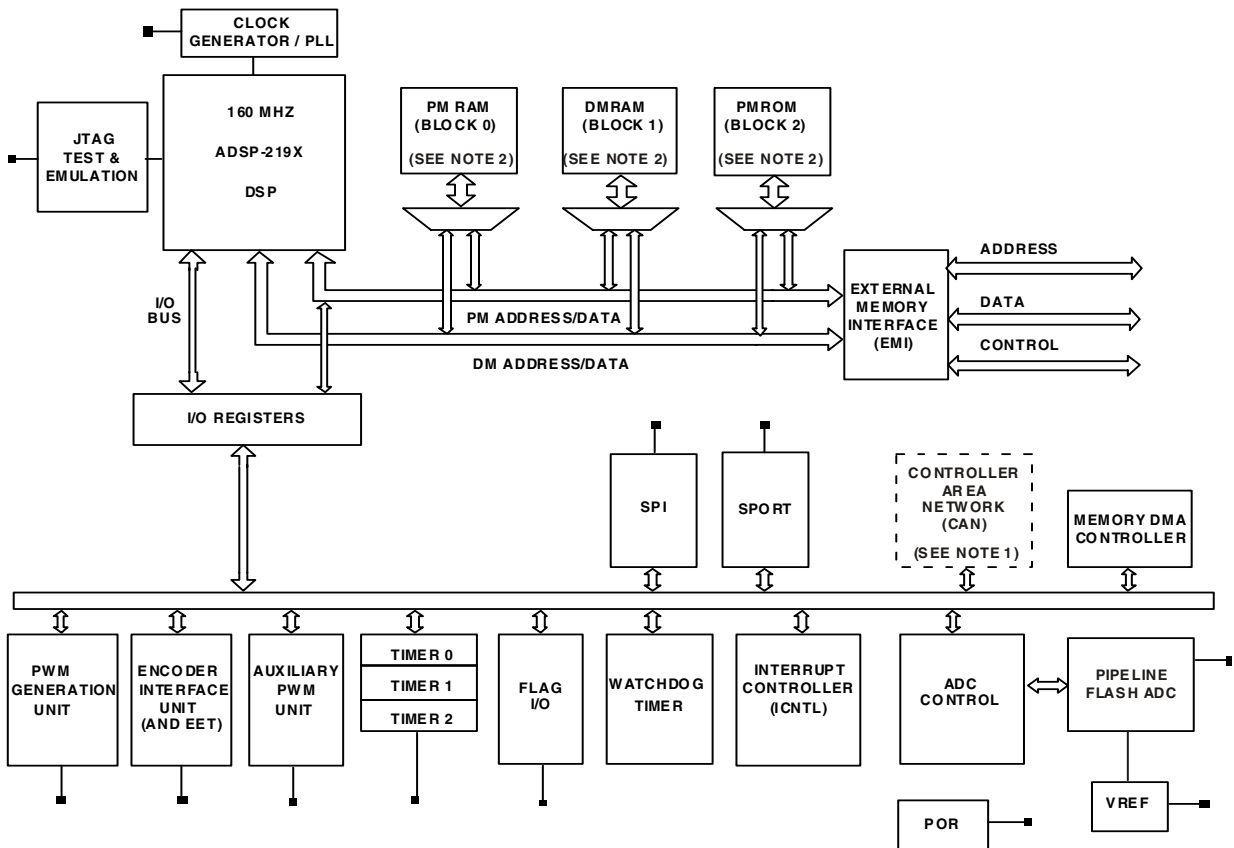 CLOCK
GENERATOR / PLL
160 MHZ
ADSP-219X
DSP
JTAG
TEST &
EMULATION
PM RAM
(BLOCK 0)
(SEE NOTE 2)
DMRAM
(BLOCK 1)
(SEE NOTE 2)
PMROM
(BLOCK 2)
(SEE NOTE 2)
I/O
BUS
PM ADDRESS/DATA
DM ADDRESS/DATA
EXTERNAL
MEMORY
INTERFACE
(EMI)
ADDRESS
DATA
CONTROL
I/O REGISTERS
SPI
SPORT
CONTROLLER
AREA
NETWORK
(CAN)
(SEE NOTE 1)
MEMORY DMA
CONTROLLER
PWM
GENERATION
UNIT
ENCODER
INTERFACE
UNIT
(AND EET)
AUXILIARY
PWM
UNIT
TIMER 0
TIMER 1
TIMER 2
FLAG
I/O
WATCHDOG
TIMER
INTERRUPT
CONTROLLER
(ICNTL)
ADC
CONTROL
PIPELINE
FLASH ADC
VREF
POR